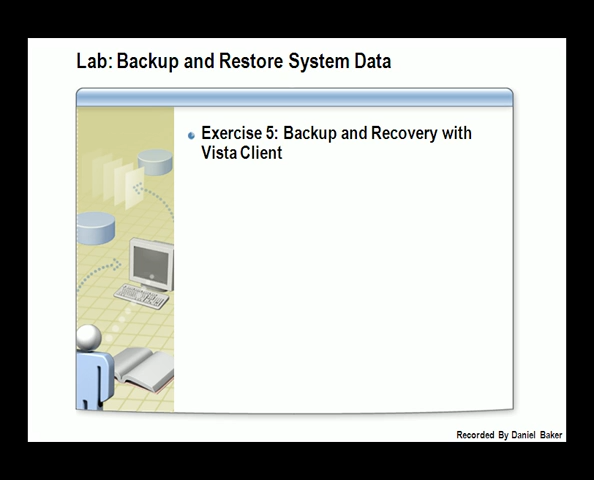 Lab: Backup and Restore System Data
Exercise 5: Backup and Recovery with
Vista Client
Recorded By Daniel Baker